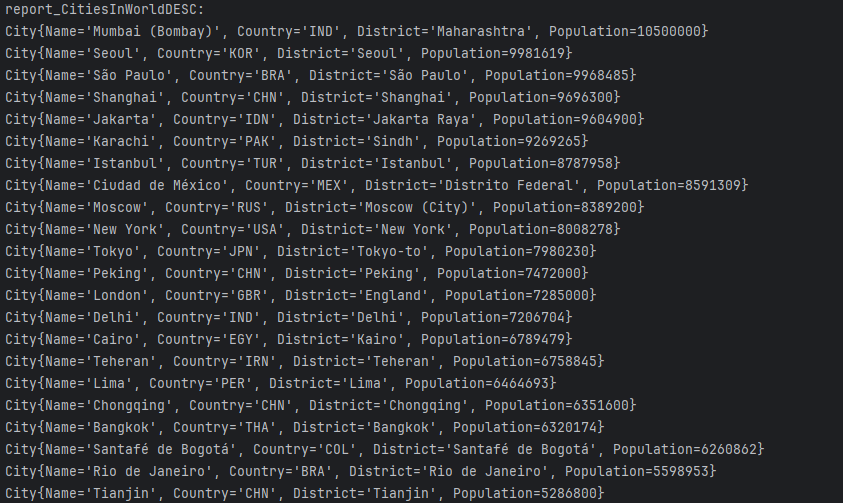 report_CitiesInWorldDESC:
City{Name='Mumbai (Bombay)', Country='IND', District='Maharashtra', Population=10500000}
City{Name='Seoul', Country='KOR', District='Seoul', Population=9981619}
City{Name='São Paulo', Country='BRA', District='São Paulo', Population=9968485}
City{Name='Shanghai', Country='CHN', District='Shanghai', Population=9696300}
City{Name='Jakarta', Country='IDN', District='Jakarta Raya', Population=9604900}
City{Name='Karachi', Country='PAK', District='Sindh', Population=9269265}
City{Name='Istanbul', Country='TUR', District='Istanbul', Population=8787958}
City{Name='Ciudad de México', Country='MEX', District='Distrito Federal', Population=8591309}
City{Name='Moscow', Country='RUS', District='Moscow (City)', Population=8389200}
City{Name='New York', Country='USA', District='New York', Population=8008278}
City{Name='Tokyo', Country='JPN', District='Tokyo-to', Population=7980230}
City{Name='Peking', Country='CHN', District='Peking', Population=7472000}
City{Name='London', Country='GBR', District='England', Population=7285000}
City{Name='Delhi', Country='IND', District='Delhi', Population=7206704}
City{Name='Cairo', Country='EGY', District='Kairo', Population=6789479}
City{Name='Teheran', Country='IRN', District='Teheran', Population=6758845}
City{Name='Lima', Country='PER', District='Lima', Population=6464693}
City{Name='Chongqing', Country='CHN', District='Chongqing', Population=6351600}
City{Name='Bangkok', Country='THA', District='Bangkok', Population=6320174}
City{Name='Santafé de Bogotá', Country='COL', District='Santafé de Bogotá', Population=6260862}
City{Name='Rio de Janeiro', Country='BRA', District='Rio de Janeiro', Population=5598953}
City{Name='Tianjin', Country='CHN', District='Tianjin', Population=5286800}